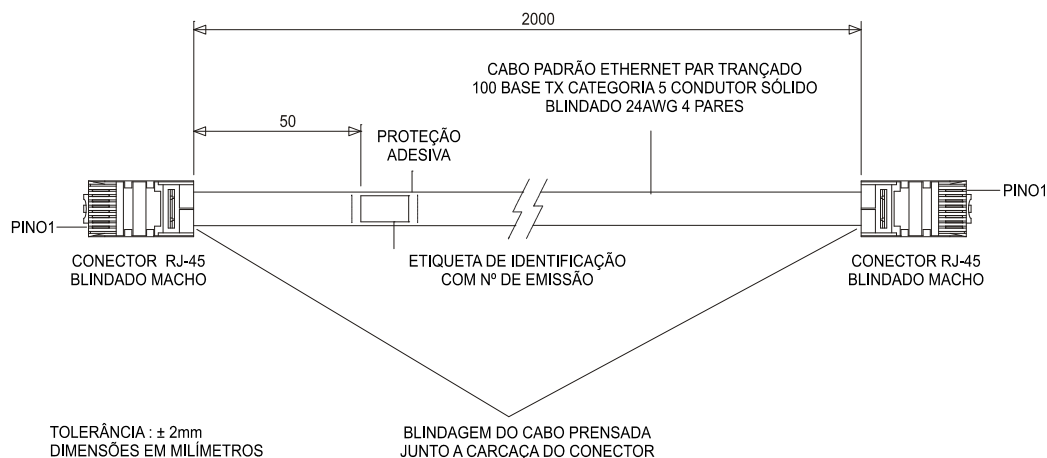 2000
CABO PADRÃO ETHERNET PAR TRANÇADO
100 BASE TX CATEGORIA 5 CONDUTOR SÓLIDO
BLINDADO 24AWG 4 PARES
50
PROTEÇÃO
ADESIVA
PINO1
PINO1
CONECTOR RJ-45
BLINDADO MACHO
ETIQUETA DE IDENTIFICAÇÃO
COM Nº DE EMISSÃO
CONECTOR RJ-45
BLINDADO MACHO
TOLERÂNCIA : ± 2mm
DIMENSÕES EM MILÍMETROS
BLINDAGEM DO CABO PRENSADA
JUNTO A CARCAÇA DO CONECTOR